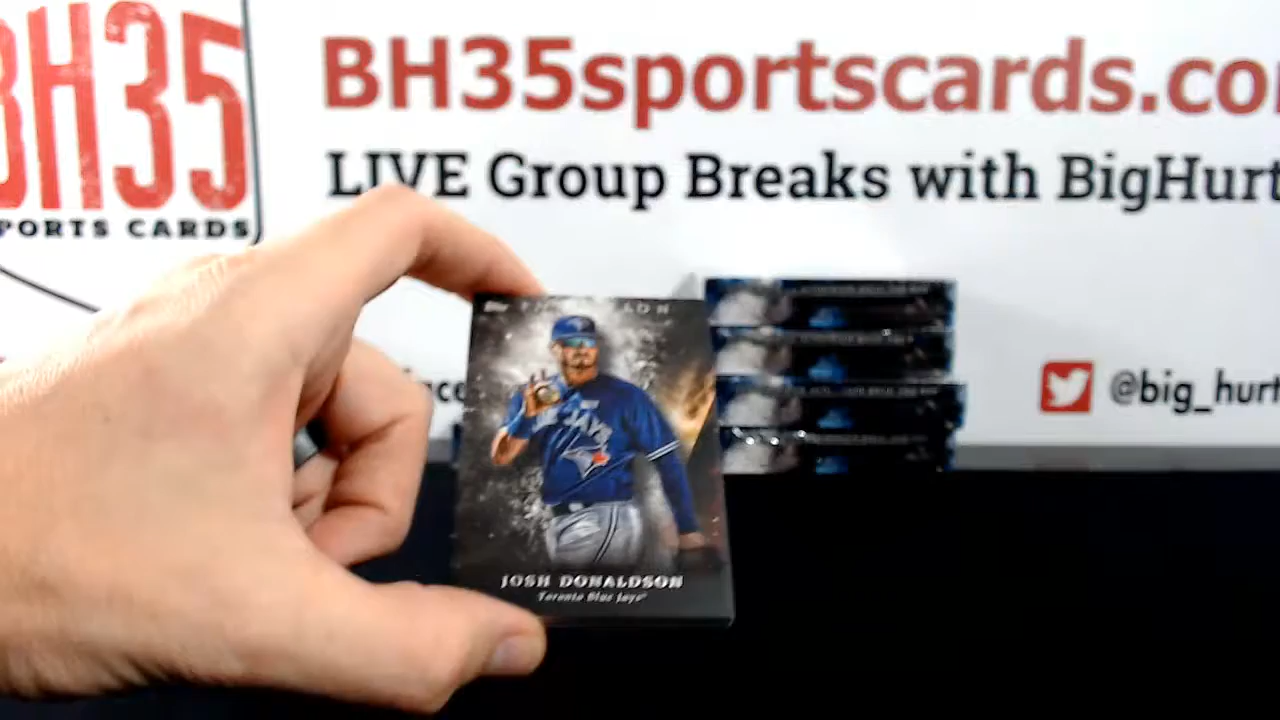 BH35
PORTS CARDS
BH35sportscards.co
LIVE Group Breaks with BigHurt
@big_hurt
JOSH DONALDSON
Toronto Blue Jays